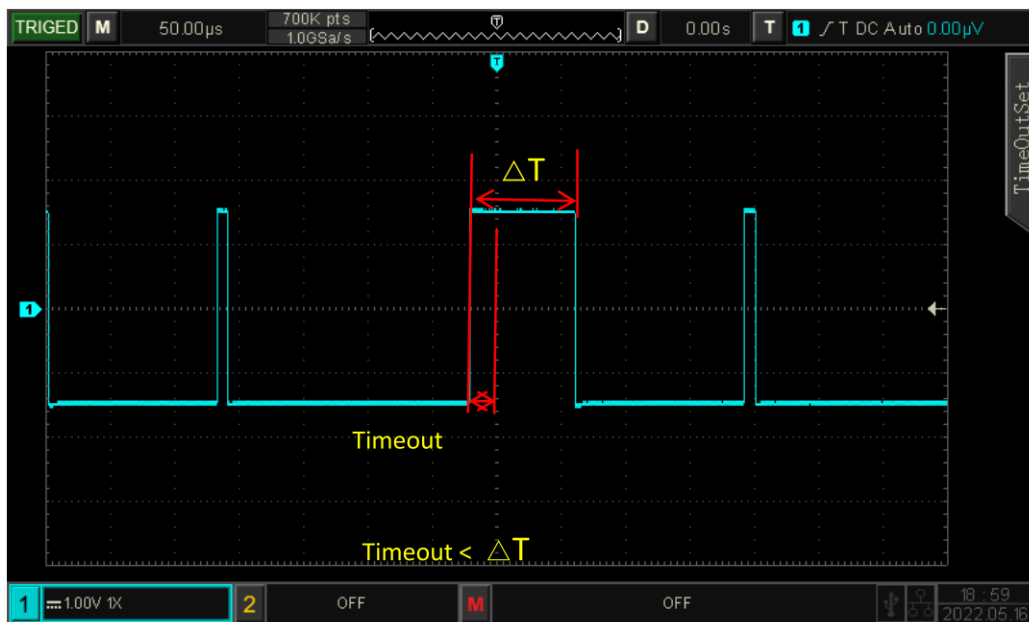 TRIGED M 50.00μs 700K pts D 0.00s T 1 T DC Auto 0.00μV
1.0GSa/s
T
T
TimeOutSet
△T
1
Timeout
Timeout < △T
1 1.00V 1X 2 OFF M OFF 18:59
2022.05.16